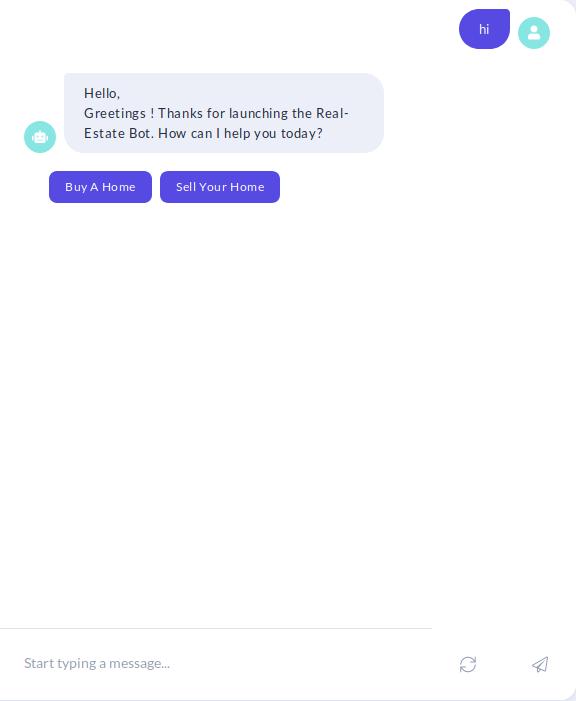 hi
Hello,
Greetings ! Thanks for launching the Real-
Estate Bot. How can I help you today?
Buy A Home
Sell Your Home
Start typing a message...